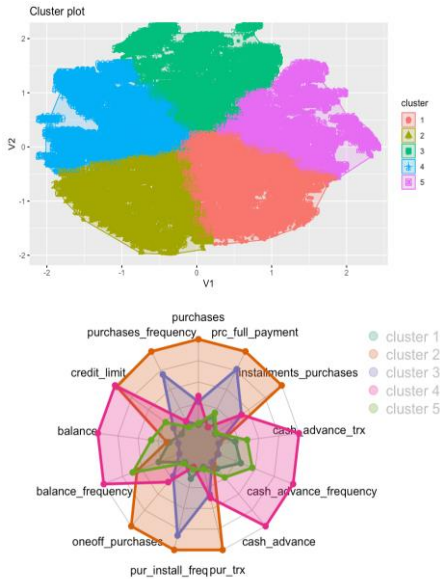 Cluster plot
2
1
0
-1
-2
V2
-2
-1
0
1
2
V1
cluster
1
2
3
4
5
purchases
purchases_frequency
prc_full_payment
credit_limit
installments_purchases
balance
cash_advance_trx
balance_frequency
cash_advance_frequency
oneoff_purchases
cash_advance
pur_install_freq
pur_trx
cluster 1
cluster 2
cluster 3
cluster 4
cluster 5